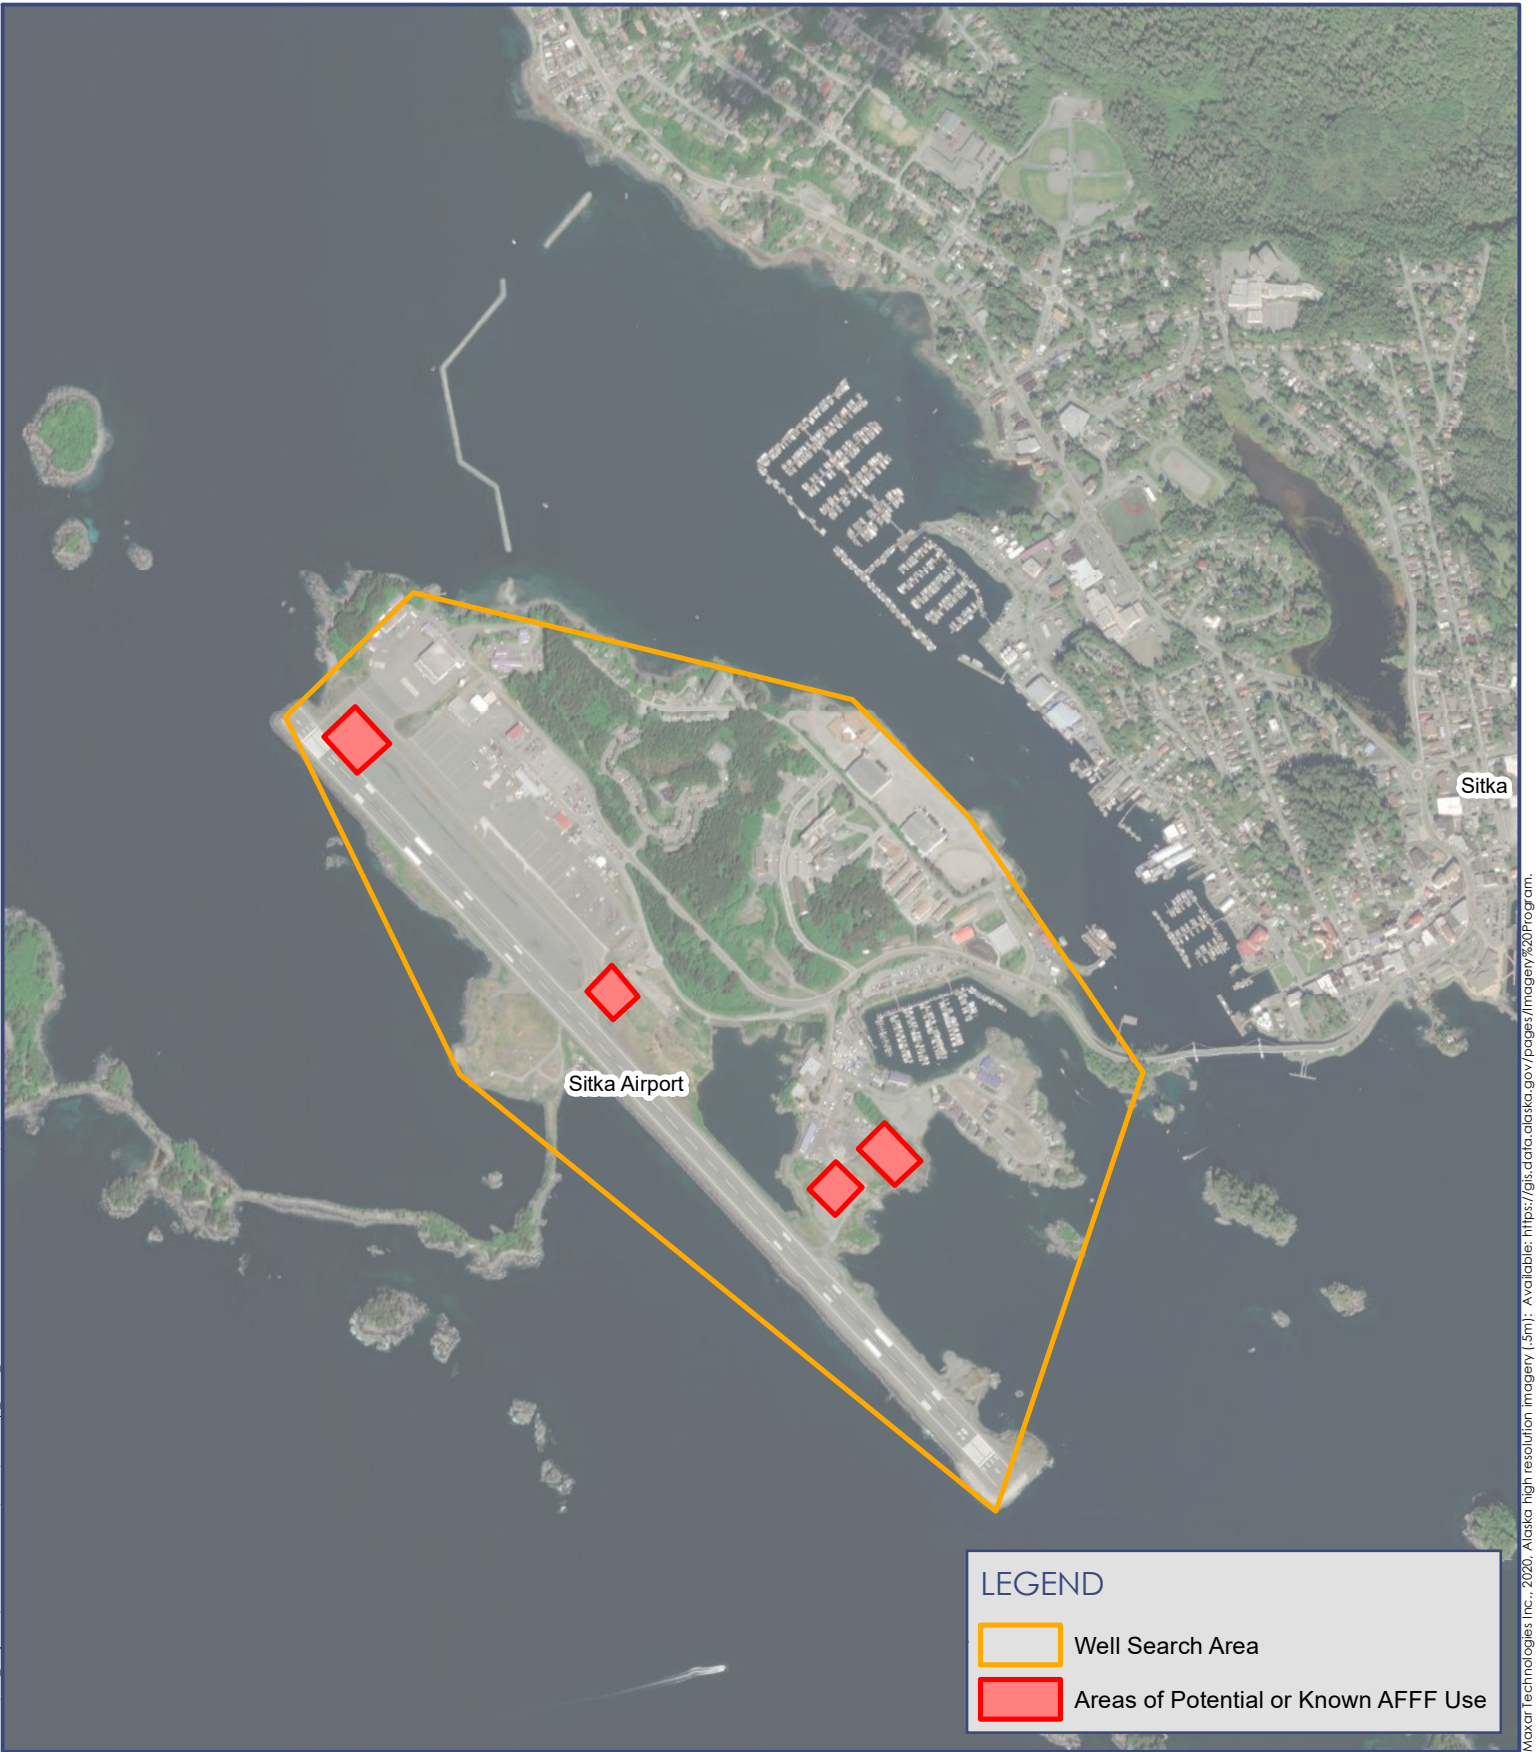 Sitka
Sitka Airport
LEGEND
Well Search Area
Areas of Potential or Known AFFF Use
Maxar Technologies Inc., 2020, Alaska high resolution imagery (.5m): Available: https://gis.data.alaska.gov/pages/imagery%20Program.